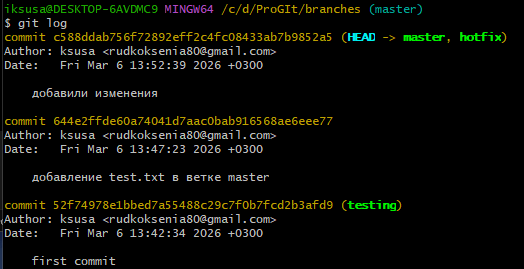 iksusa@DESKTOP-6AVDMC9 MINGW64 /c/d/ProGIt/branches (master)
$ git log
commit c588ddab756f72892eff2c4fc08433ab7b9852a5 (HEAD -> master, hotfix)
Author: ksusa <rudkoksenia80@gmail.com>
Date:   Fri Mar 6 13:52:39 2026 +0300
    добавили изменения
commit 644e2ffde60a74041d7aac0bab916568ae6eee77
Author: ksusa <rudkoksenia80@gmail.com>
Date:   Fri Mar 6 13:47:23 2026 +0300
    добавление test.txt в ветке master
commit 52f74978e1bbed7a55488c29c7f0b7fcd2b3afd9 (testing)
Author: ksusa <rudkoksenia80@gmail.com>
Date:   Fri Mar 6 13:42:34 2026 +0300
    first commit